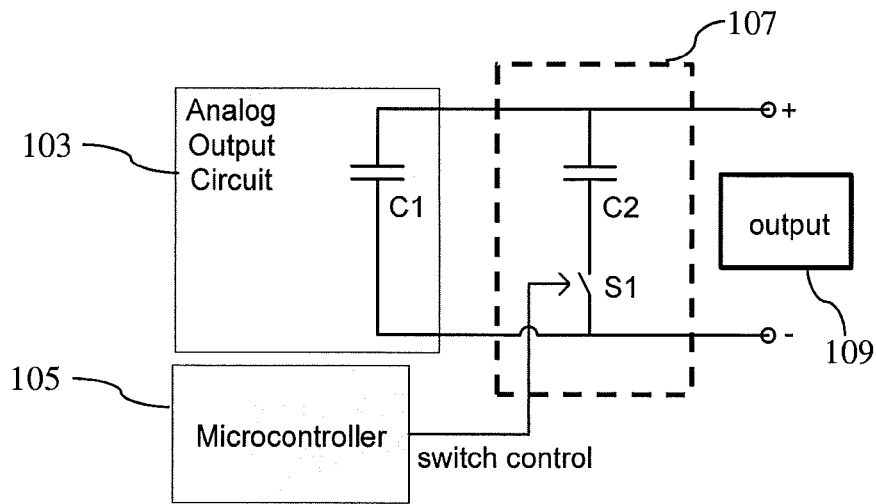 107
Analog
Output
Circuit
103
C1
C2
+
output
S1
-
109
105
Microcontroller
switch control